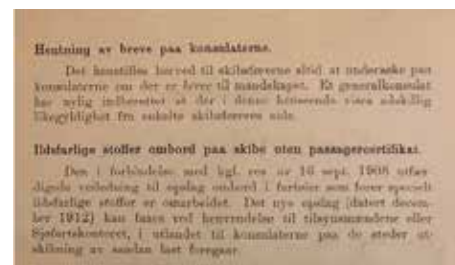 Hentning av breve paa konsulaterne.
Det henstilles herved til skibsførerne altid at undersøke paa
konsulaterne om der er breve til mandskapet. Et generalkonsulat
har nylig indberettet at der i denne henseende vises adskillig
likegyldighet fra enkelte skibsføreres side.
Ildsfarlige stoffer ombord paa skibe uten passagercertifikat.
Den i forbindelse med kgl. res. av 16 sept. 1908 utfær-
digede veiledning til opslag ombord i fartøier som fører specielt
ildsfarlige stoffer er omarbeidet. Det nye opslag (datert decem-
ber 1912) kan faaes ved henvendelse til tilsynsmændene eller
Sjøfartskontoret, i utlandet til konsulaterne paa de steder ut-
skibning av saadan last foregaar.